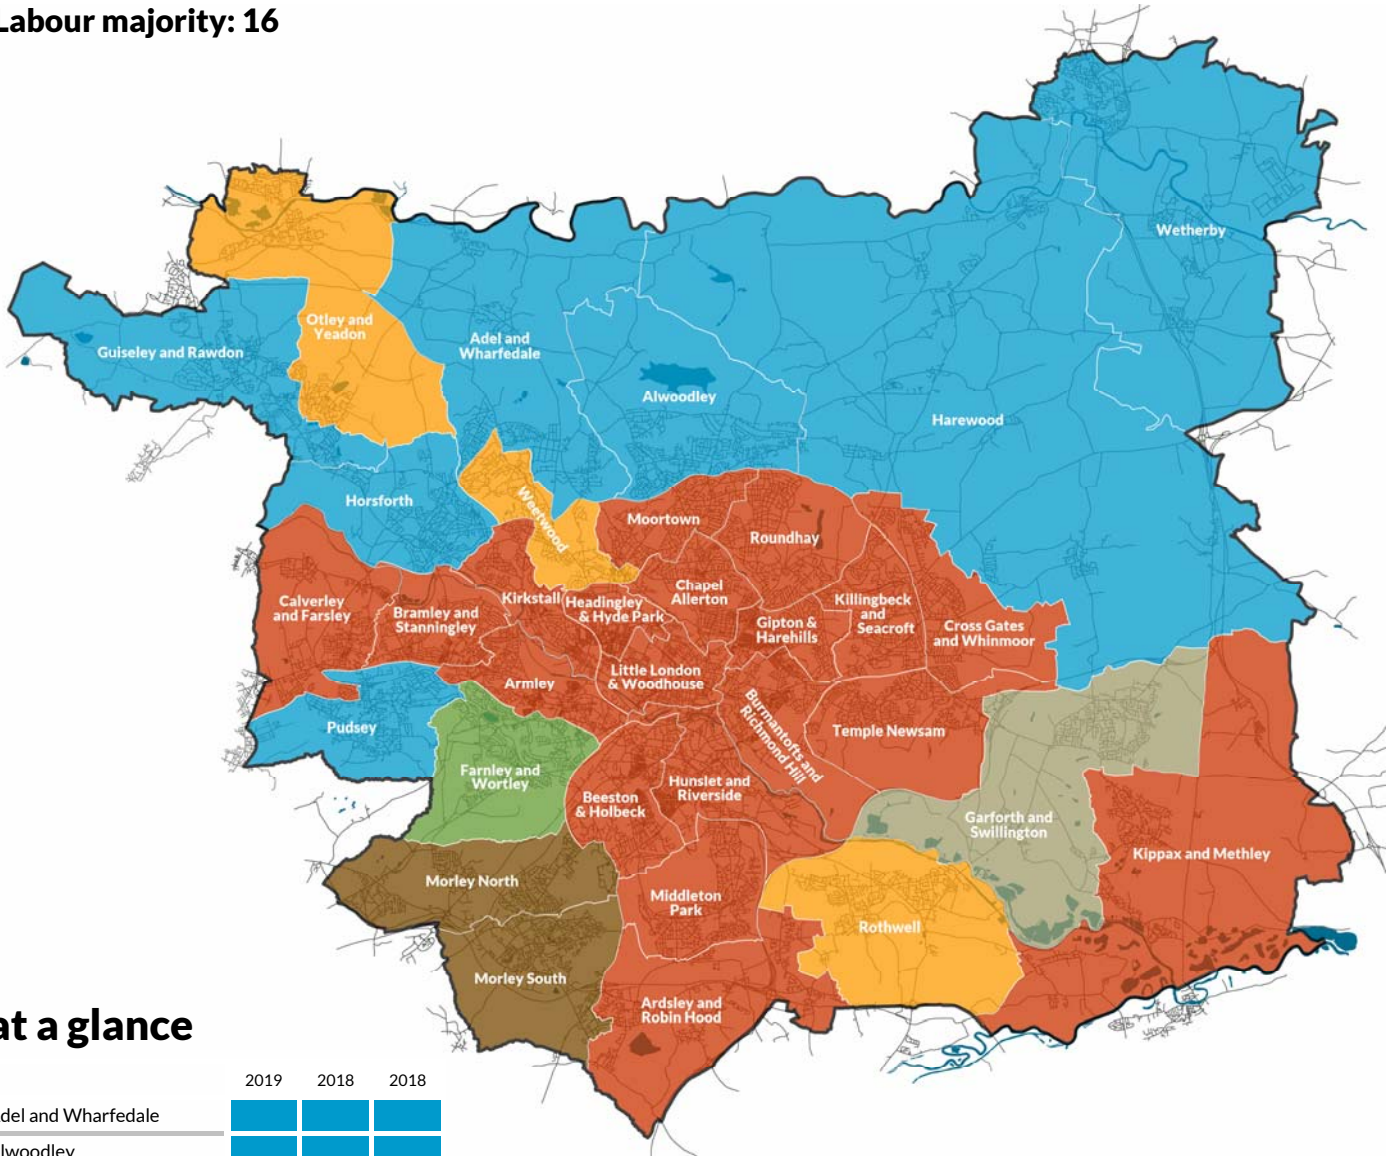 Labour majority: 16
Wetherby
Otley and
Yeadon
Guiseley and Rawdon
Adel and
Wharfedale
Alwoodley
Harewood
Horsforth
Weetwood
Moortown
Roundhay
Calverley
and Farsley
Bramley and
Stanningley
Kirkstall
Headingley
& Hyde Park
Chapel
Allerton
Gipton &
Harehills
Killingbeck
and
Seacroft
Cross Gates
and Whinmoor
Little London
& Woodhouse
Armley
Pudsey
Burmantofts and
Richmond Hill
Temple Newsam
Farnley and
Wortley
Beeston
& Holbeck
Hunslet and
Riverside
Garforth and
Swillington
Kippax and Methley
Morley North
Middleton
Park
Rothwell
Morley South
Ardsley and
Robin Hood
at a glance
2019 2018 2018
del and Wharfedale
lwoodley